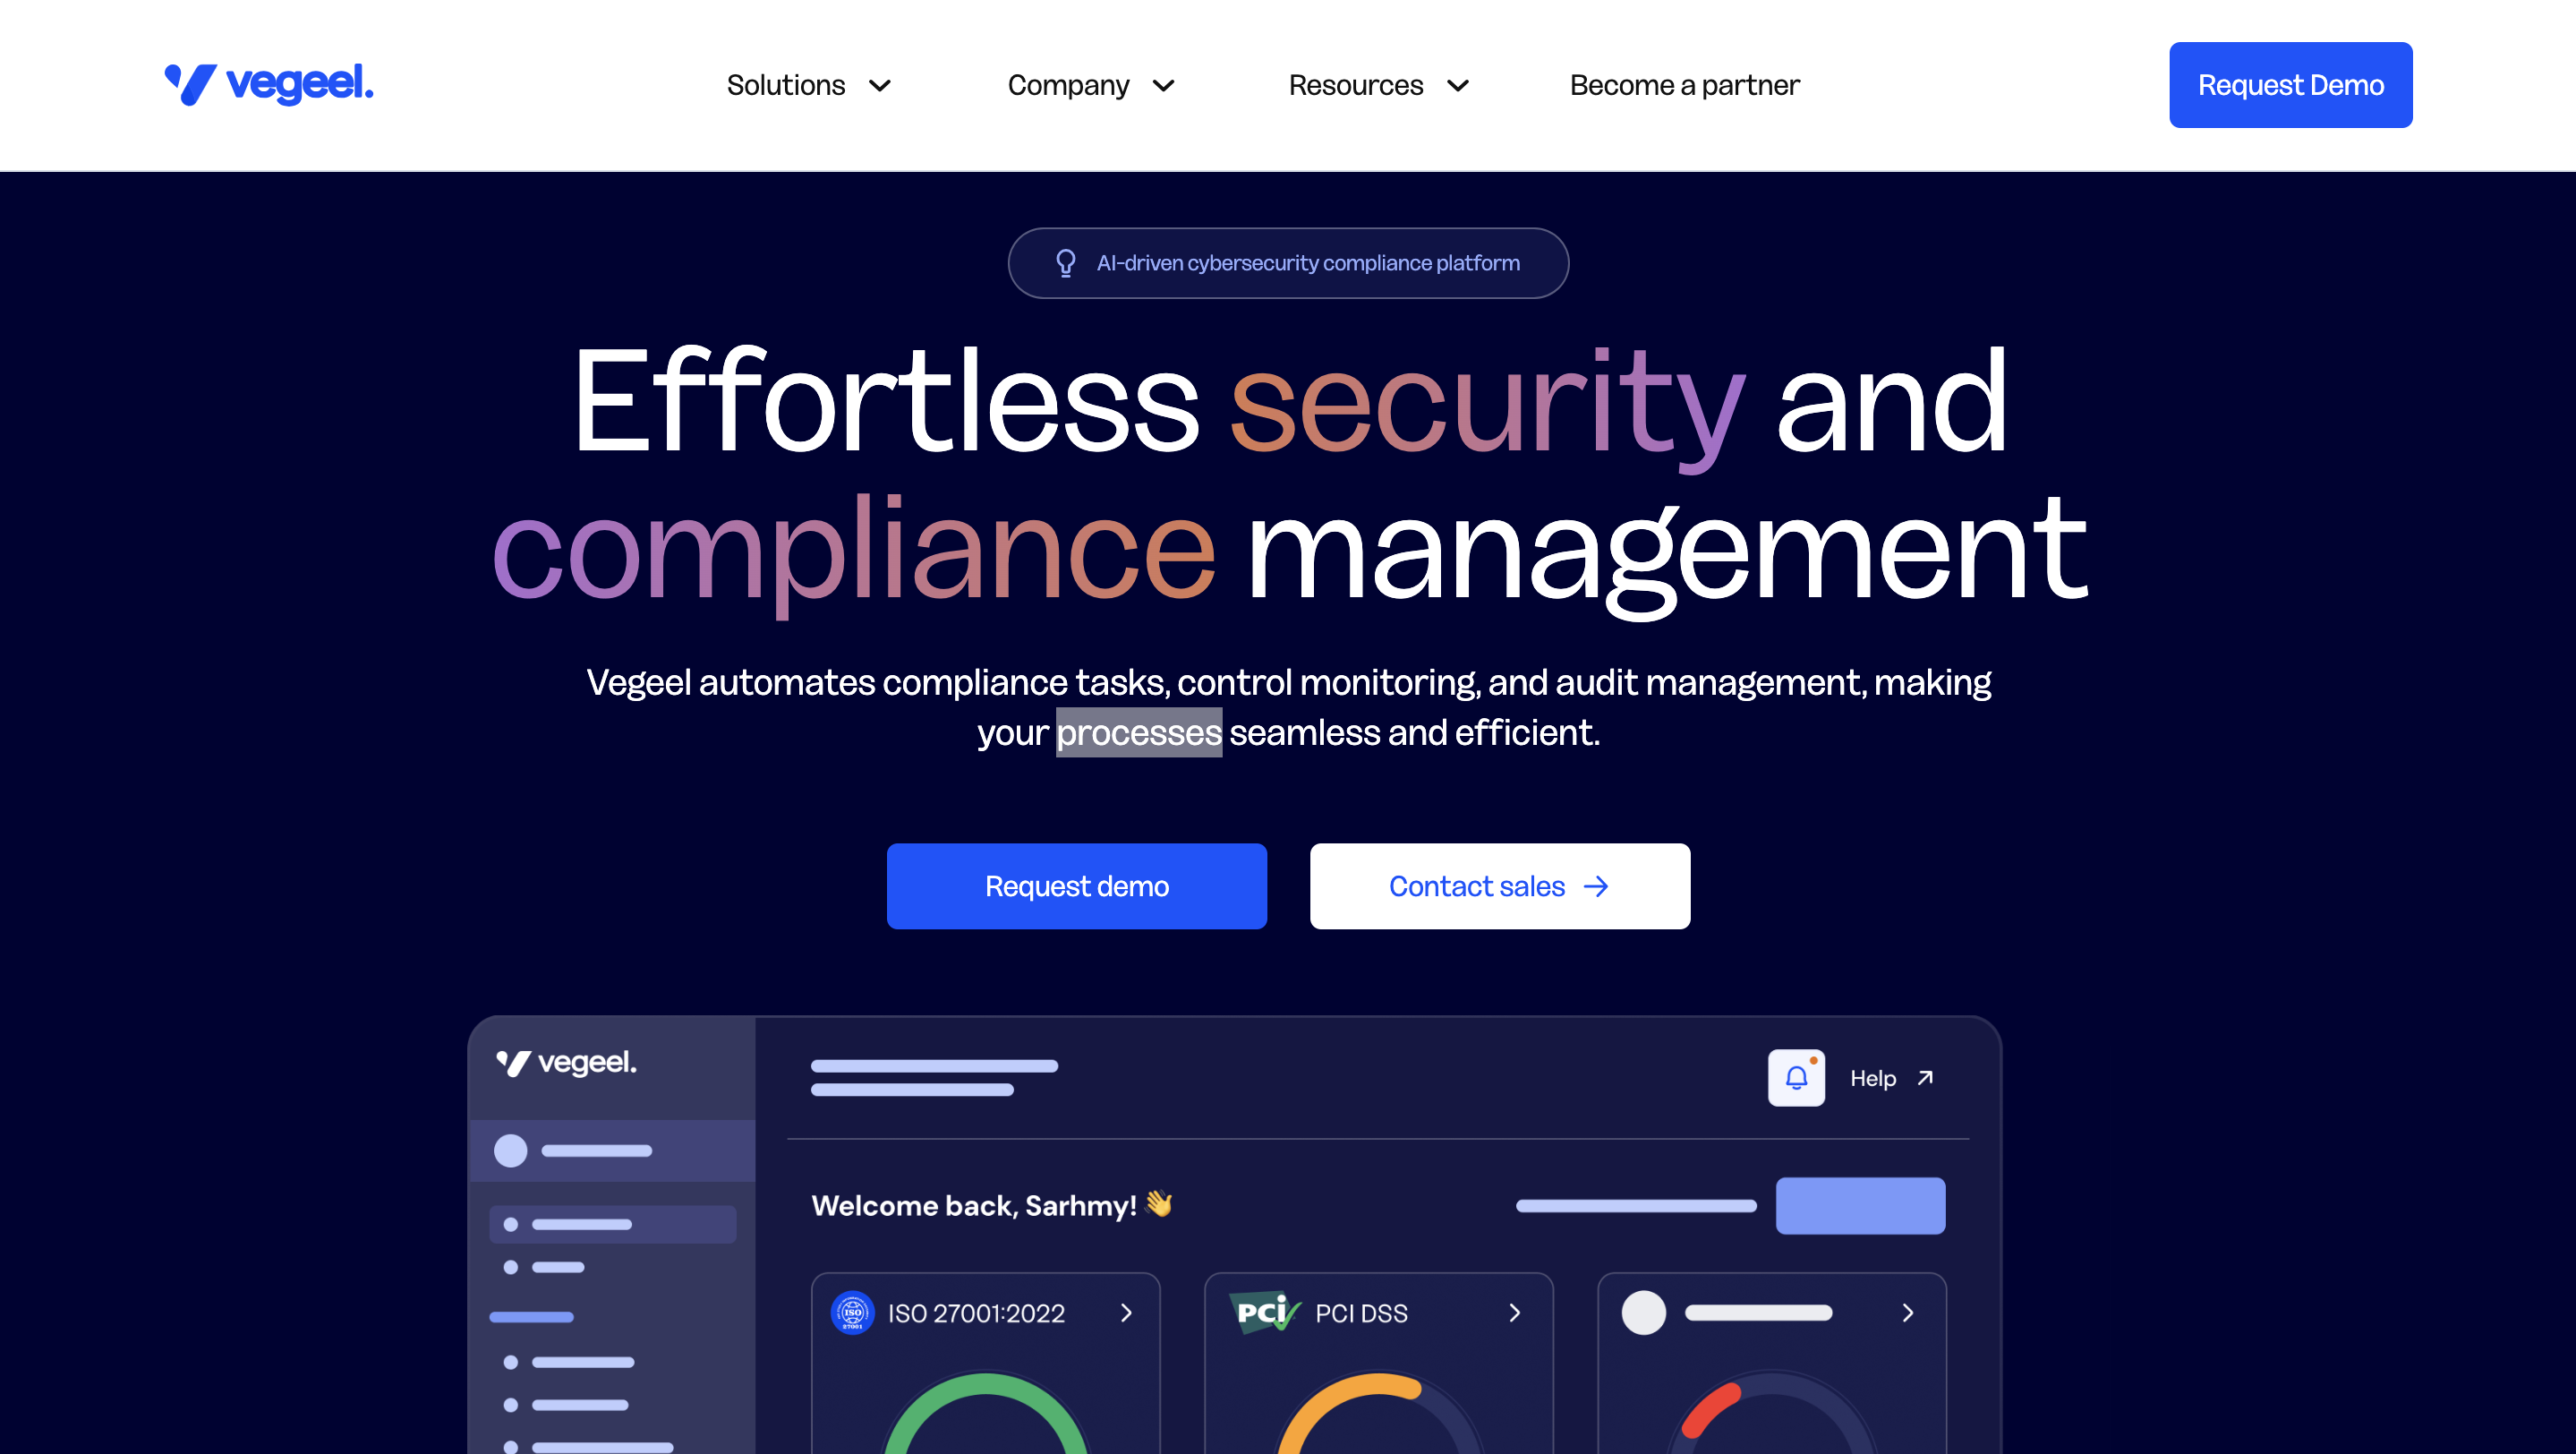 vegeel.
Solutions
Company
Resources
Become a partner
Request Demo
AI-driven cybersecurity compliance platform
Effortless security and
compliance management
Vegeel automates compliance tasks, control monitoring, and audit management, making
your processes seamless and efficient.
Request demo
Contact sales
vegeel.
Help
Welcome back, Sarhmy! 👋
ISO
27001
ISO 27001:2022
PCI
PCI DSS